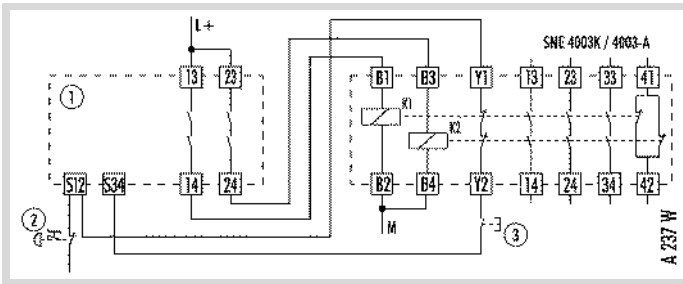 L+
SNE 4003K / 4003-A
13 23 B1 B3 Y1 13 23 33 41
1
K1
K2
S12 S34 14 24 B2 B4 Y2 14 24 34 42
2
M
3
A 237 W